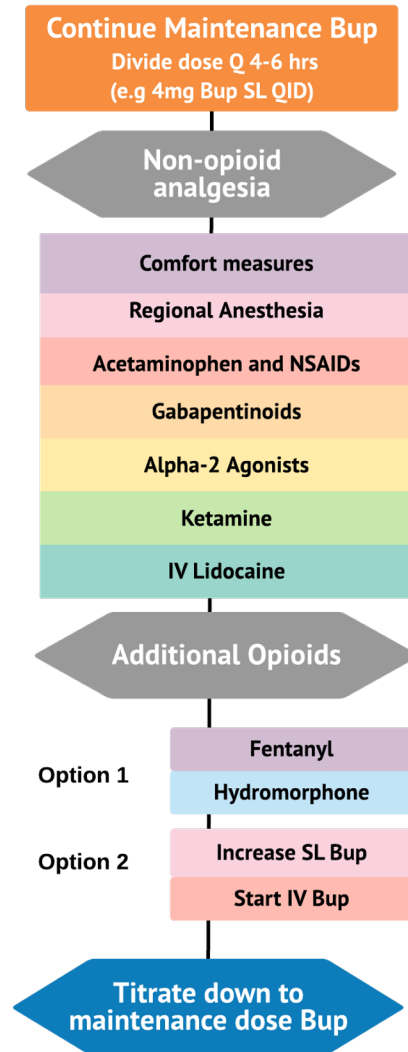 Continue Maintenance Bup
Divide dose Q 4-6 hrs
(e.g 4mg Bup SL QID)
Non-opioid
analgesia
Comfort measures
Regional Anesthesia
Acetaminophen and NSAIDs
Gabapentinoids
Alpha-2 Agonists
Ketamine
IV Lidocaine
Additional Opioids
Option 1
Fentanyl
Hydromorphone
Option 2
Increase SL Bup
Start IV Bup
Titrate down to
maintenance dose Bup